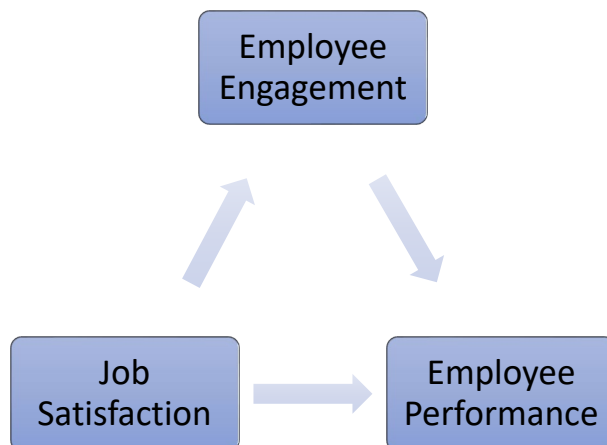 Employee
Engagement
Job
Satisfaction
Employee
Performance